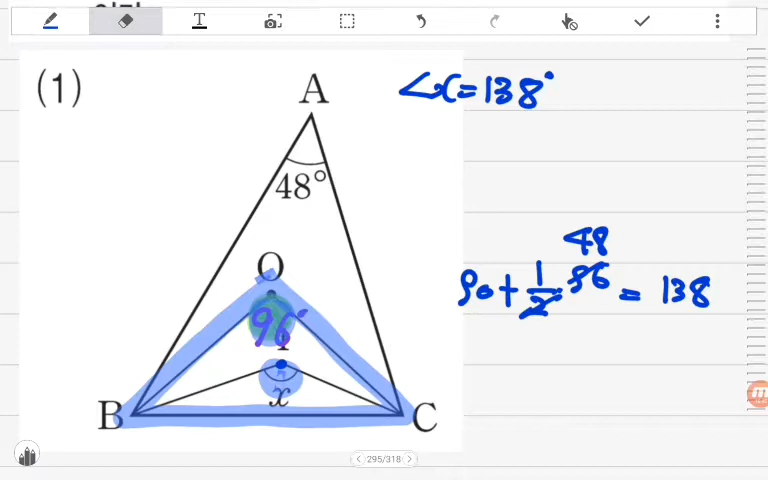 T
(1)
A
∠x=138°
48°
O
96°
x
B
C
48
90+1/2·96=138
295/318